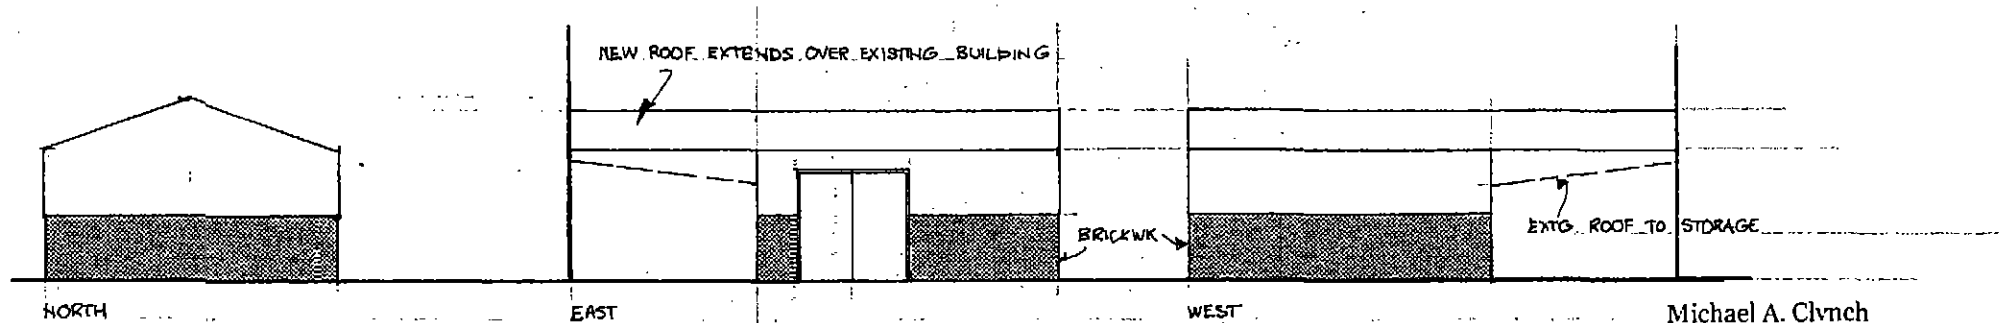 NEW ROOF EXTENDS OVER EXISTING BUILDING
BRICKWK
EXTG ROOF TO STORAGE
NORTH
EAST
WEST
Michael A. Clynch